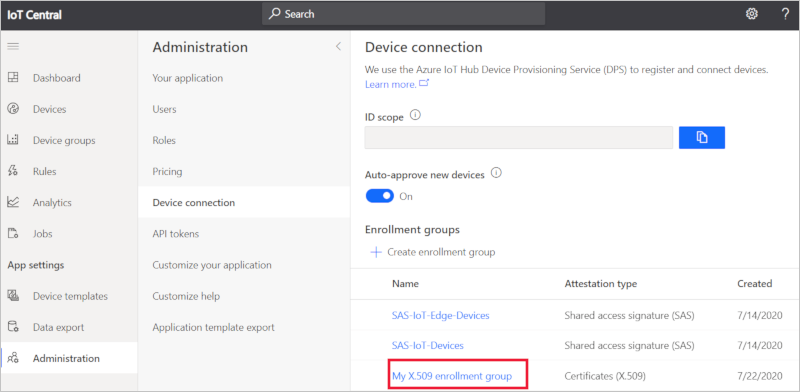 IoT Central
Search
?
Dashboard
Devices
Device groups
Rules
Analytics
Jobs
App settings
Device templates
Data export
Administration
Administration
Your application
Users
Roles
Pricing
Device connection
API tokens
Customize your application
Customize help
Application template export
Device connection
We use the Azure IoT Hub Device Provisioning Service (DPS) to register and connect devices.
Learn more.
ID scope
Auto-approve new devices
On
Enrollment groups
+ Create enrollment group
Name Attestation type Created
SAS-IoT-Edge-Devices Shared access signature (SAS) 7/14/2020
SAS-IoT-Devices Shared access signature (SAS) 7/14/2020
My X.509 enrollment group Certificates (X.509) 7/22/2020